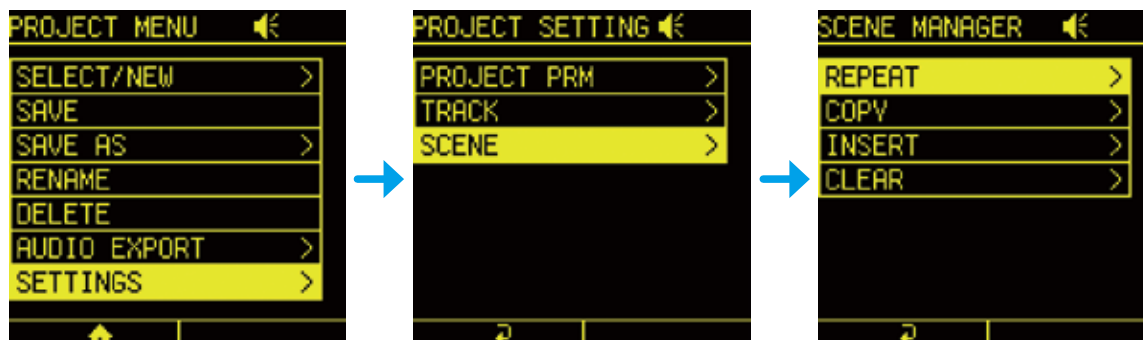 PROJECT MENU
SELECT/NEW >
SAVE
SAVE AS >
RENAME
DELETE
AUDIO EXPORT >
SETTINGS >
PROJECT SETTING
PROJECT PRM >
TRACK >
SCENE >
SCENE MANAGER
REPEAT >
COPY >
INSERT >
CLEAR >